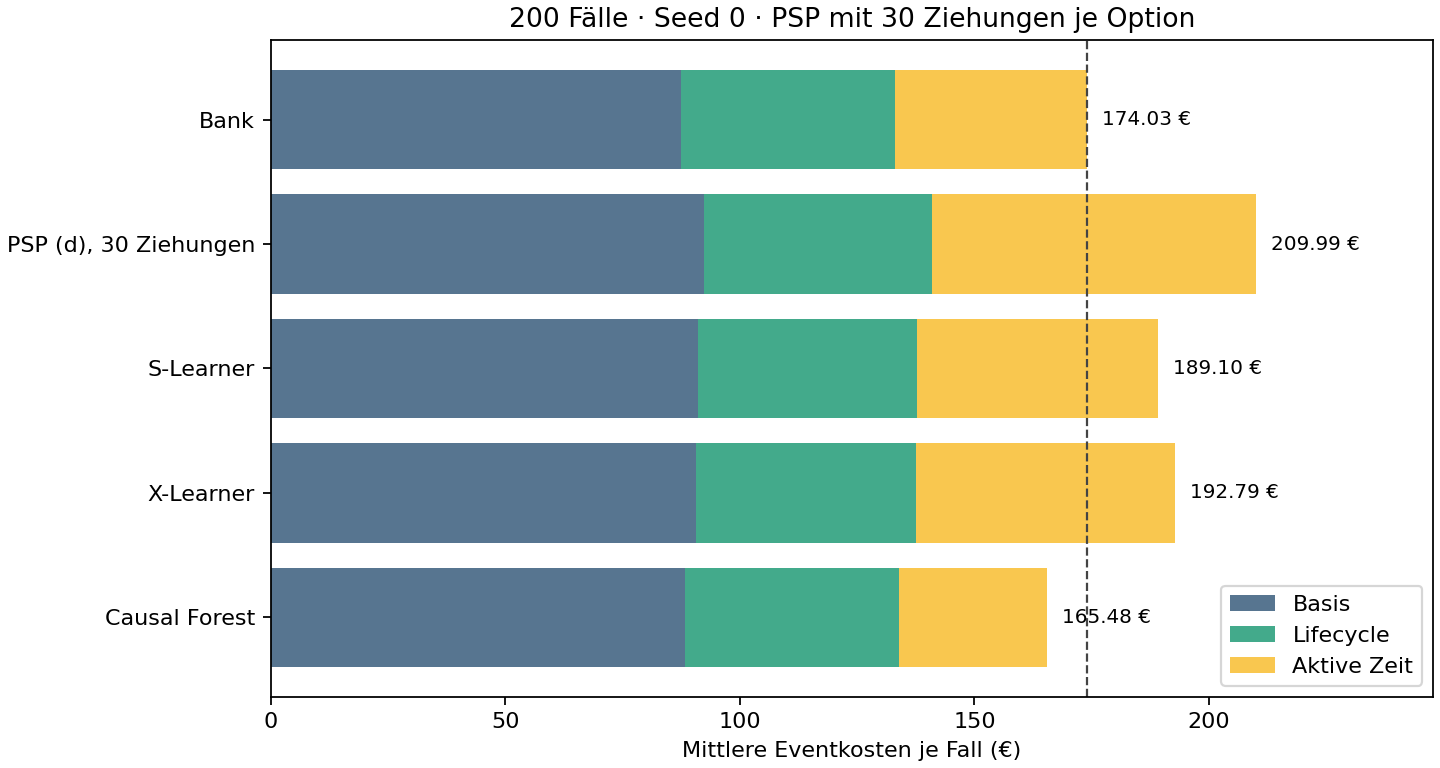 200 Fälle · Seed 0 · PSP mit 30 Ziehungen je Option
Bank
174.03 €
PSP (d), 30 Ziehungen
209.99 €
S-Learner
189.10 €
X-Learner
192.79 €
Causal Forest
165.48 €
Basis
Lifecycle
Aktive Zeit
0 50 100 150 200
Mittlere Eventkosten je Fall (€)